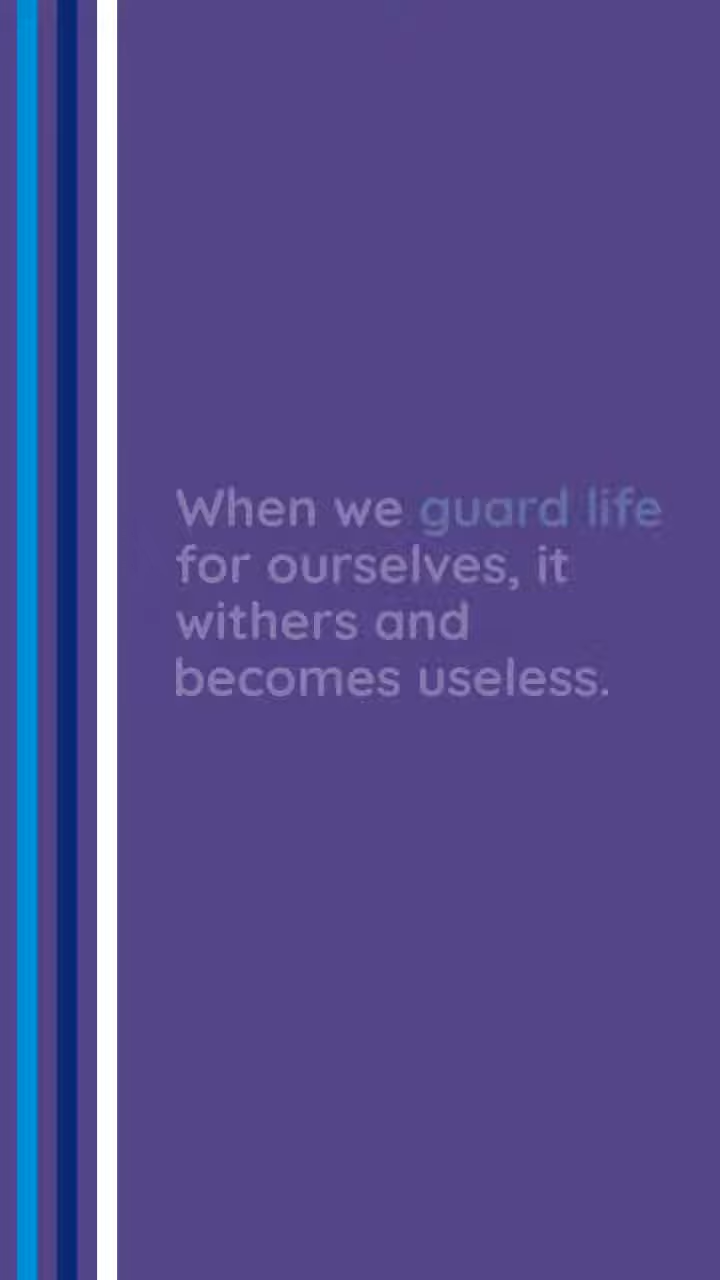 When we guard life
for ourselves, it
withers and
becomes useless.